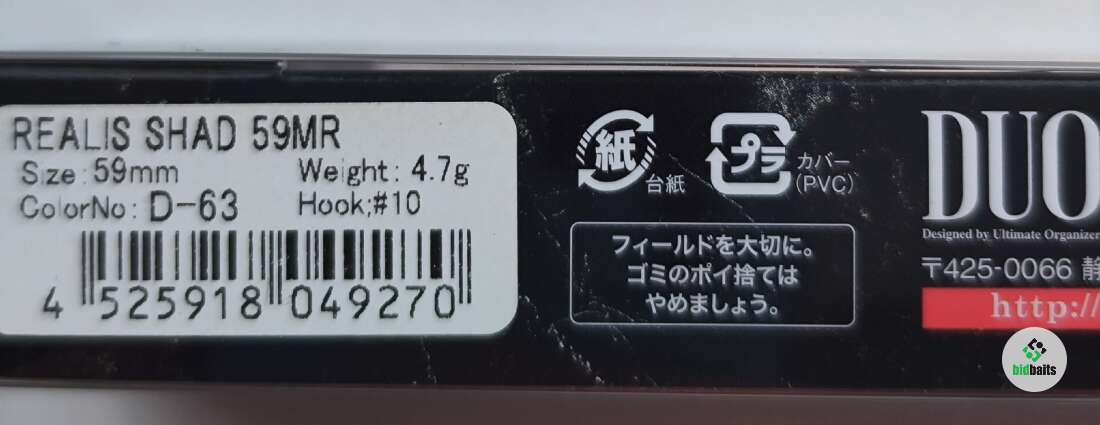 REALIS SHAD 59MR
Size: 59mm Weight: 4.7g
ColorNo: D-63 Hook;#10
4 525918 049270
紙
台紙
プラ
カバー
(PVC)
フィールドを大切に。
ゴミのポイ捨ては
やめましょう。
DUO
Designed by Ultimate Organizer
〒425-0066 静
http://
bidbaits